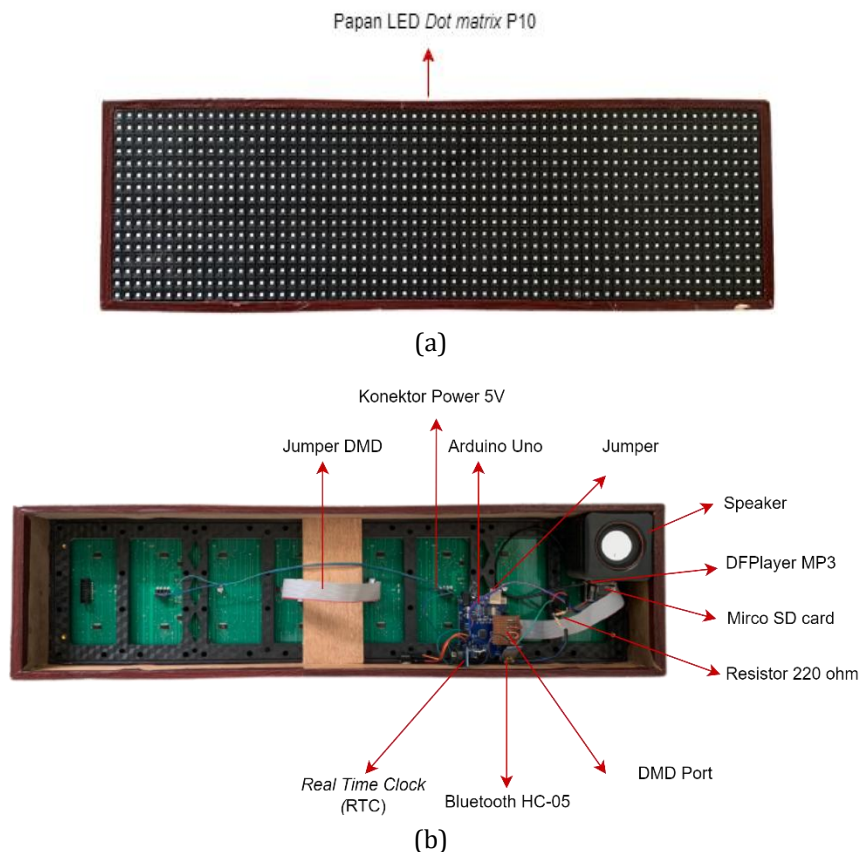 Papan LED Dot matrix P10
(a)
Konektor Power 5V
Jumper DMD
Arduino Uno
Jumper
Speaker
DFPlayer MP3
Mirco SD card
Resistor 220 ohm
DMD Port
Real Time Clock
(RTC)
Bluetooth HC-05
(b)